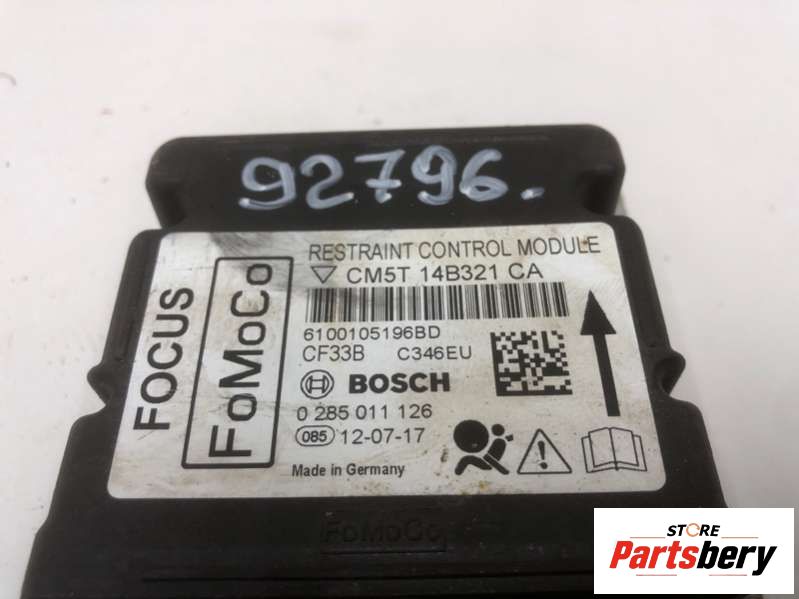 92796.
RESTRAINT CONTROL MODULE
CM5T 14B321 CA
6100105196BD
CF33B C346EU
BOSCH
0 285 011 126
085 12-07-17
Made in Germany
FOCUS
FoMoCo
FoMoCo
STORE
Partsbery